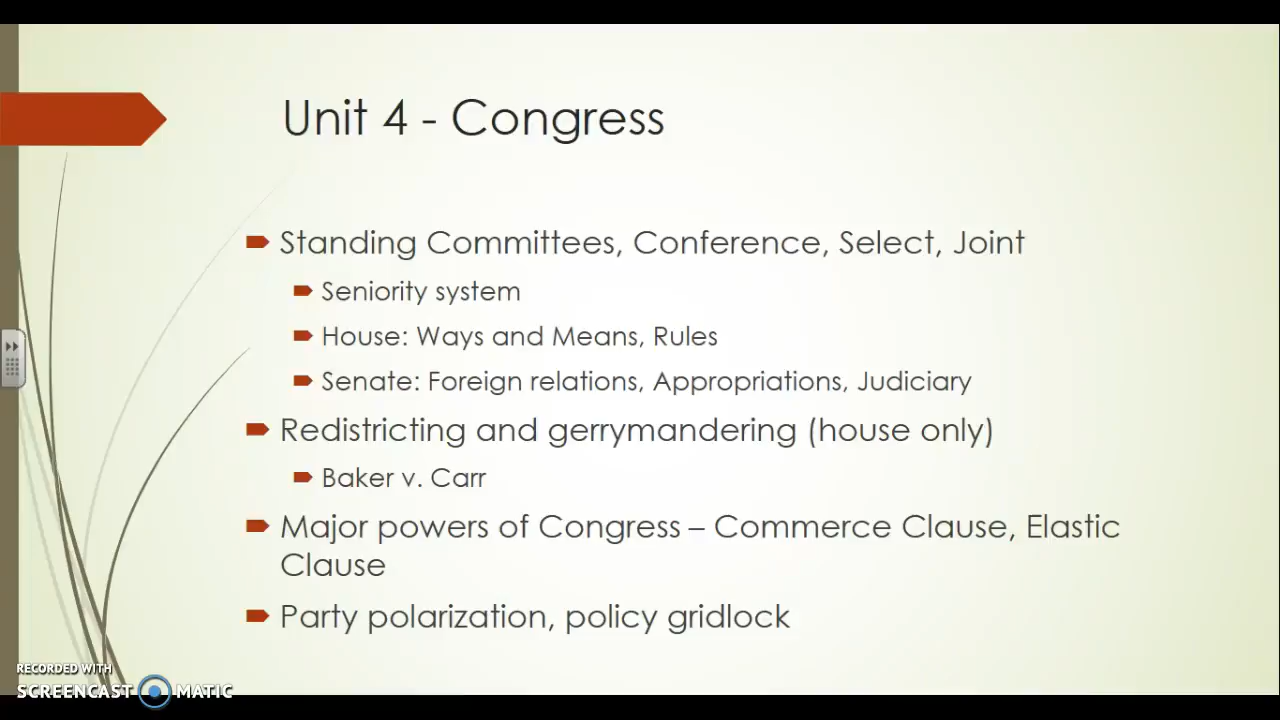 Unit 4 - Congress
Standing Committees, Conference, Select, Joint
Seniority system
House: Ways and Means, Rules
Senate: Foreign relations, Appropriations, Judiciary
Redistricting and gerrymandering (house only)
Baker v. Carr
Major powers of Congress – Commerce Clause, Elastic
Clause
Party polarization, policy gridlock
RECORDED WITH
SCREENCAST MATIC